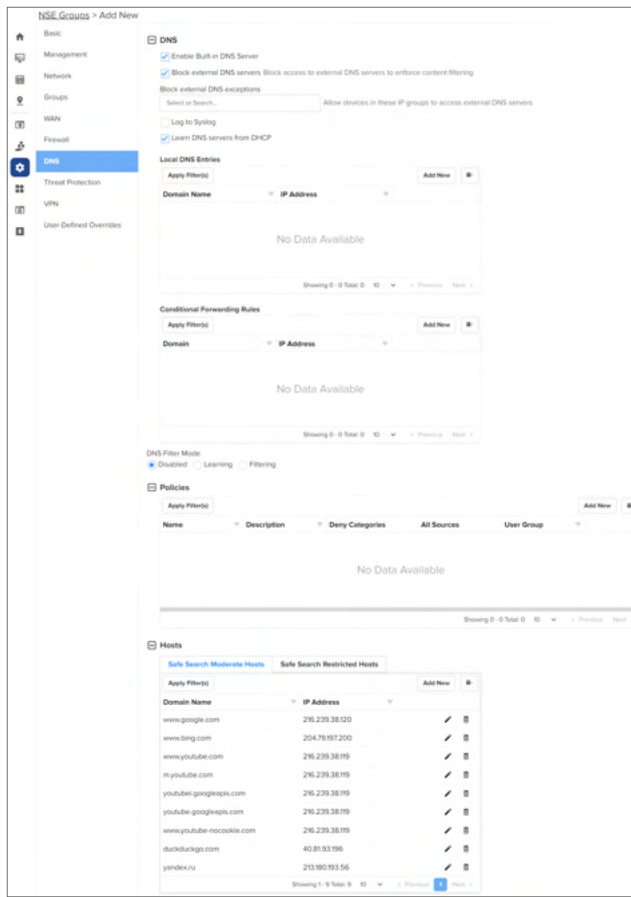 NSE Groups > Add New
Basic
Management
Network
Groups
WAN
Firewall
DNS
Threat Protection
VPN
User-Defined Overrides
DNS
Enable Built-in DNS Server
Block external DNS servers Block access to external DNS servers to enforce content filtering
Block external DNS exceptions
Select or Search... Allow devices in these IP groups to access external DNS servers
Log to Syslog
Learn DNS servers from DHCP
Local DNS Entries
Apply Filter(s) Add New
Domain Name IP Address
No Data Available
Showing 0 - 0 Total: 0 10 < Previous Next >
Conditional Forwarding Rules
Apply Filter(s) Add New
Domain IP Address
No Data Available
Showing 0 - 0 Total: 0 10 < Previous Next >
DNS Filter Mode
Disabled Learning Filtering
Policies
Apply Filter(s) Add New
Name Description Deny Categories All Sources User Group
No Data Available
Showing 0 - 0 Total: 0 10 < Previous Next
Hosts
Safe Search Moderate Hosts Safe Search Restricted Hosts
Apply Filter(s) Add New
Domain Name IP Address
www.google.com 216.239.38.120
www.bing.com 204.79.197.200
www.youtube.com 216.239.38.119
m.youtube.com 216.239.38.119
youtubei.googleapis.com 216.239.38.119
youtube.googleapis.com 216.239.38.119
www.youtube-nocookie.com 216.239.38.119
duckduckgo.com 40.81.93.196
yandex.ru 213.180.193.56
Showing 1 - 9 Total: 9 10 < Previous 1 Next >